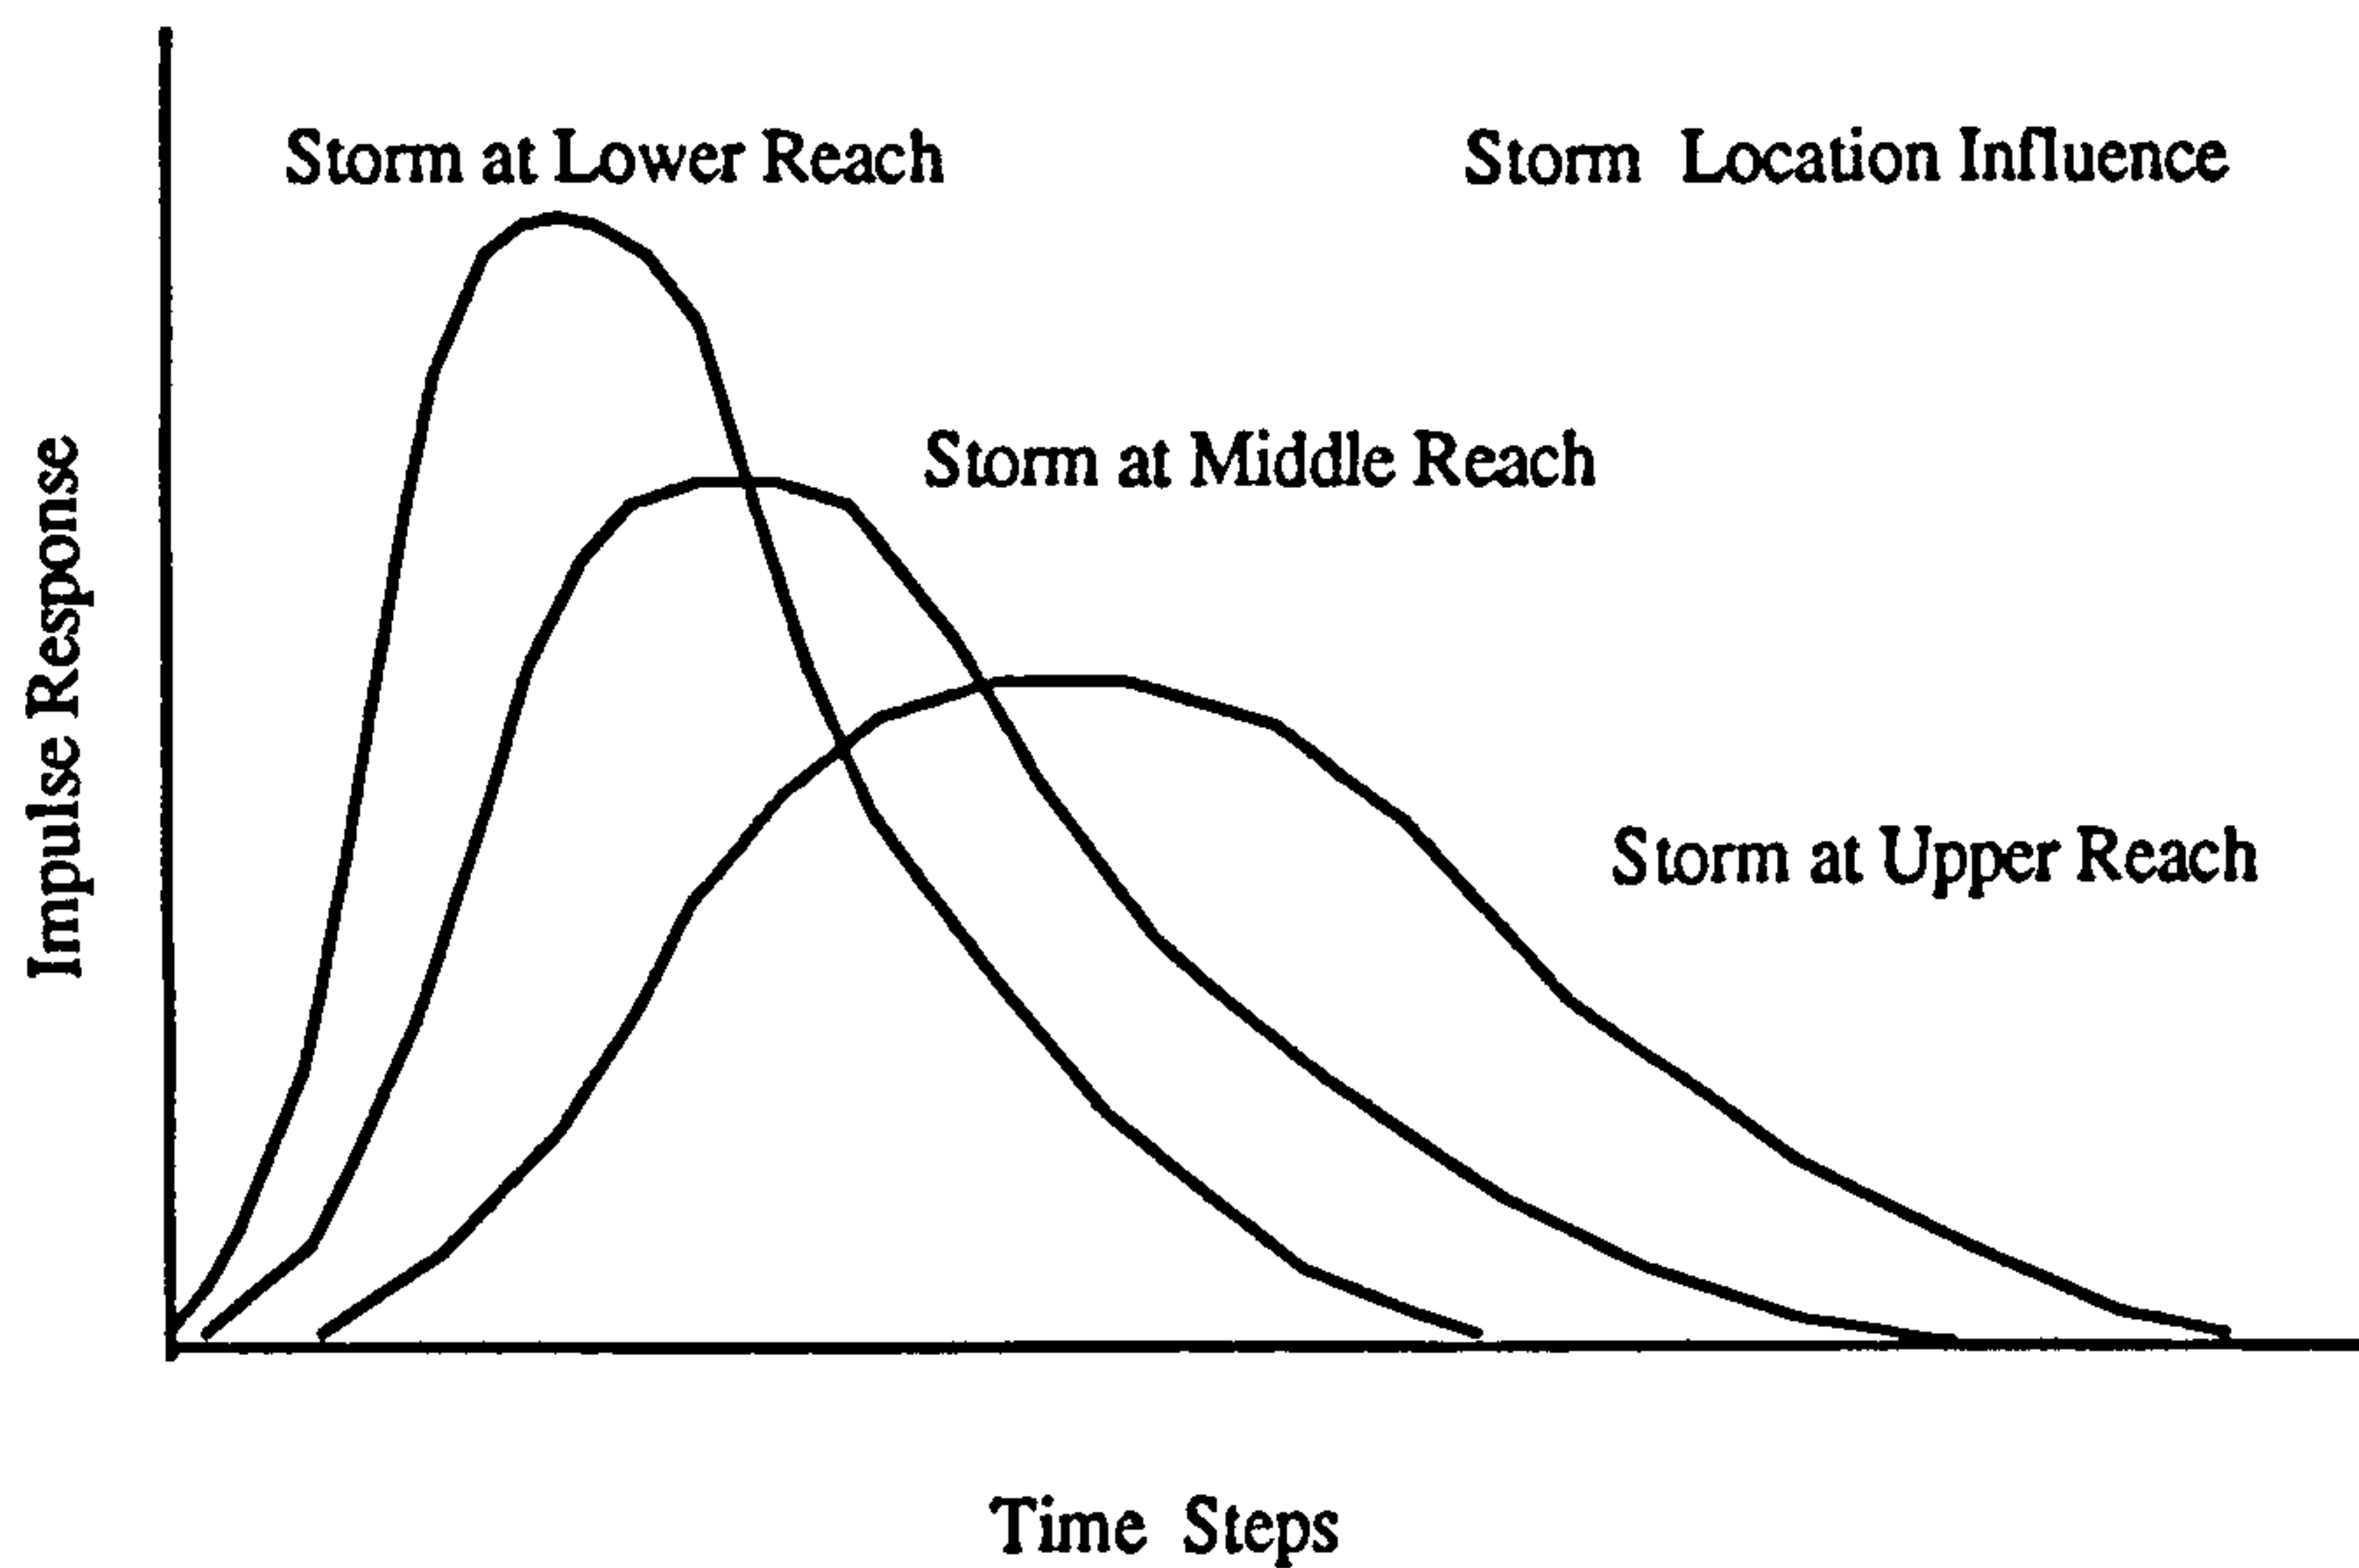 Storm at Lower Reach
Storm Location Influence
Storm at Middle Reach
Impulse Response
Storm at Upper Reach
Time Steps